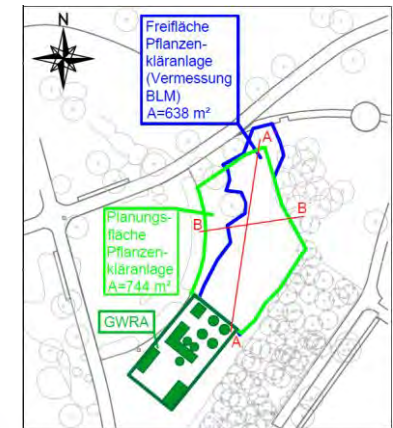 N
Freifläche
Pflanzen-
kläranlage
(Vermessung
BLM)
A=638 m²
A
B
Planungs-
fläche
Pflanzen-
kläranlage
A=744 m²
B
GWRA
A